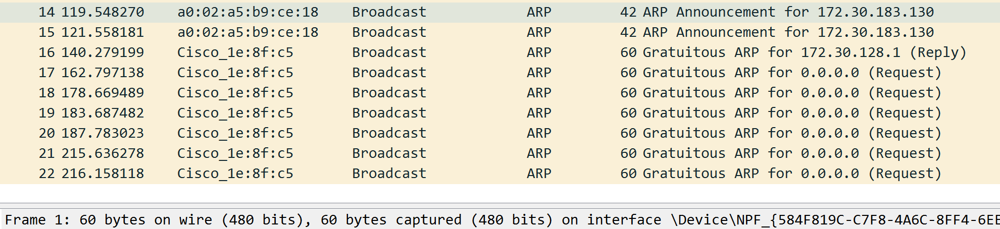 14 119.548270 a0:02:a5:b9:ce:18 Broadcast ARP 42 ARP Announcement for 172.30.183.130
15 121.558181 a0:02:a5:b9:ce:18 Broadcast ARP 42 ARP Announcement for 172.30.183.130
16 140.279199 Cisco_1e:8f:c5 Broadcast ARP 60 Gratuitous ARP for 172.30.128.1 (Reply)
17 162.797138 Cisco_1e:8f:c5 Broadcast ARP 60 Gratuitous ARP for 0.0.0.0 (Request)
18 178.669489 Cisco_1e:8f:c5 Broadcast ARP 60 Gratuitous ARP for 0.0.0.0 (Request)
19 183.687482 Cisco_1e:8f:c5 Broadcast ARP 60 Gratuitous ARP for 0.0.0.0 (Request)
20 187.783023 Cisco_1e:8f:c5 Broadcast ARP 60 Gratuitous ARP for 0.0.0.0 (Request)
21 215.636278 Cisco_1e:8f:c5 Broadcast ARP 60 Gratuitous ARP for 0.0.0.0 (Request)
22 216.158118 Cisco_1e:8f:c5 Broadcast ARP 60 Gratuitous ARP for 0.0.0.0 (Request)
Frame 1: 60 bytes on wire (480 bits), 60 bytes captured (480 bits) on interface \Device\NPF_{584F819C-C7F8-4A6C-8FF4-6EE